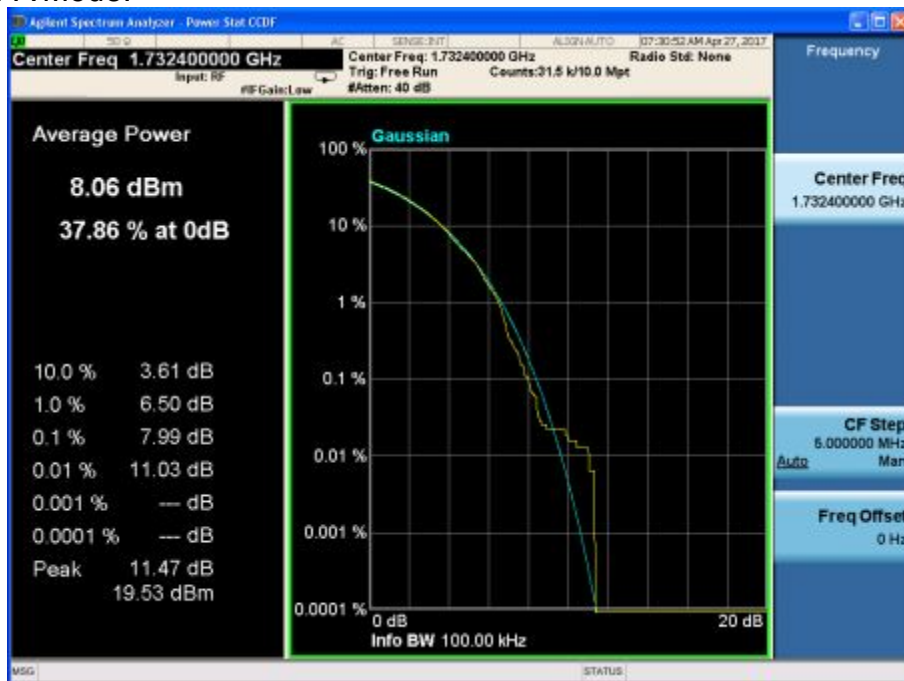 Agilent Spectrum Analyzer - Power Stat CCDF
50 Ω AC SENSE:INT ALIGN AUTO 07:30:52 AM Apr 27, 2017
Center Freq 1.732400000 GHz
Input: RF
#IFGain:Low
Center Freq: 1.732400000 GHz
Radio Std: None
Trig: Free Run
Counts:31.5 k/10.0 Mpt
#Atten: 40 dB
Frequency
Average Power
8.06 dBm
37.86 % at 0dB
10.0 % 3.61 dB
1.0 % 6.50 dB
0.1 % 7.99 dB
0.01 % 11.03 dB
0.001 % --- dB
0.0001 % --- dB
Peak 11.47 dB
19.53 dBm
Gaussian
100 %
10 %
1 %
0.1 %
0.01 %
0.001 %
0.0001 %
0 dB 20 dB
Info BW 100.00 kHz
Center Freq
1.732400000 GHz
CF Step
5.000000 MHz
Auto Man
Freq Offset
0 Hz
MSG STATUS